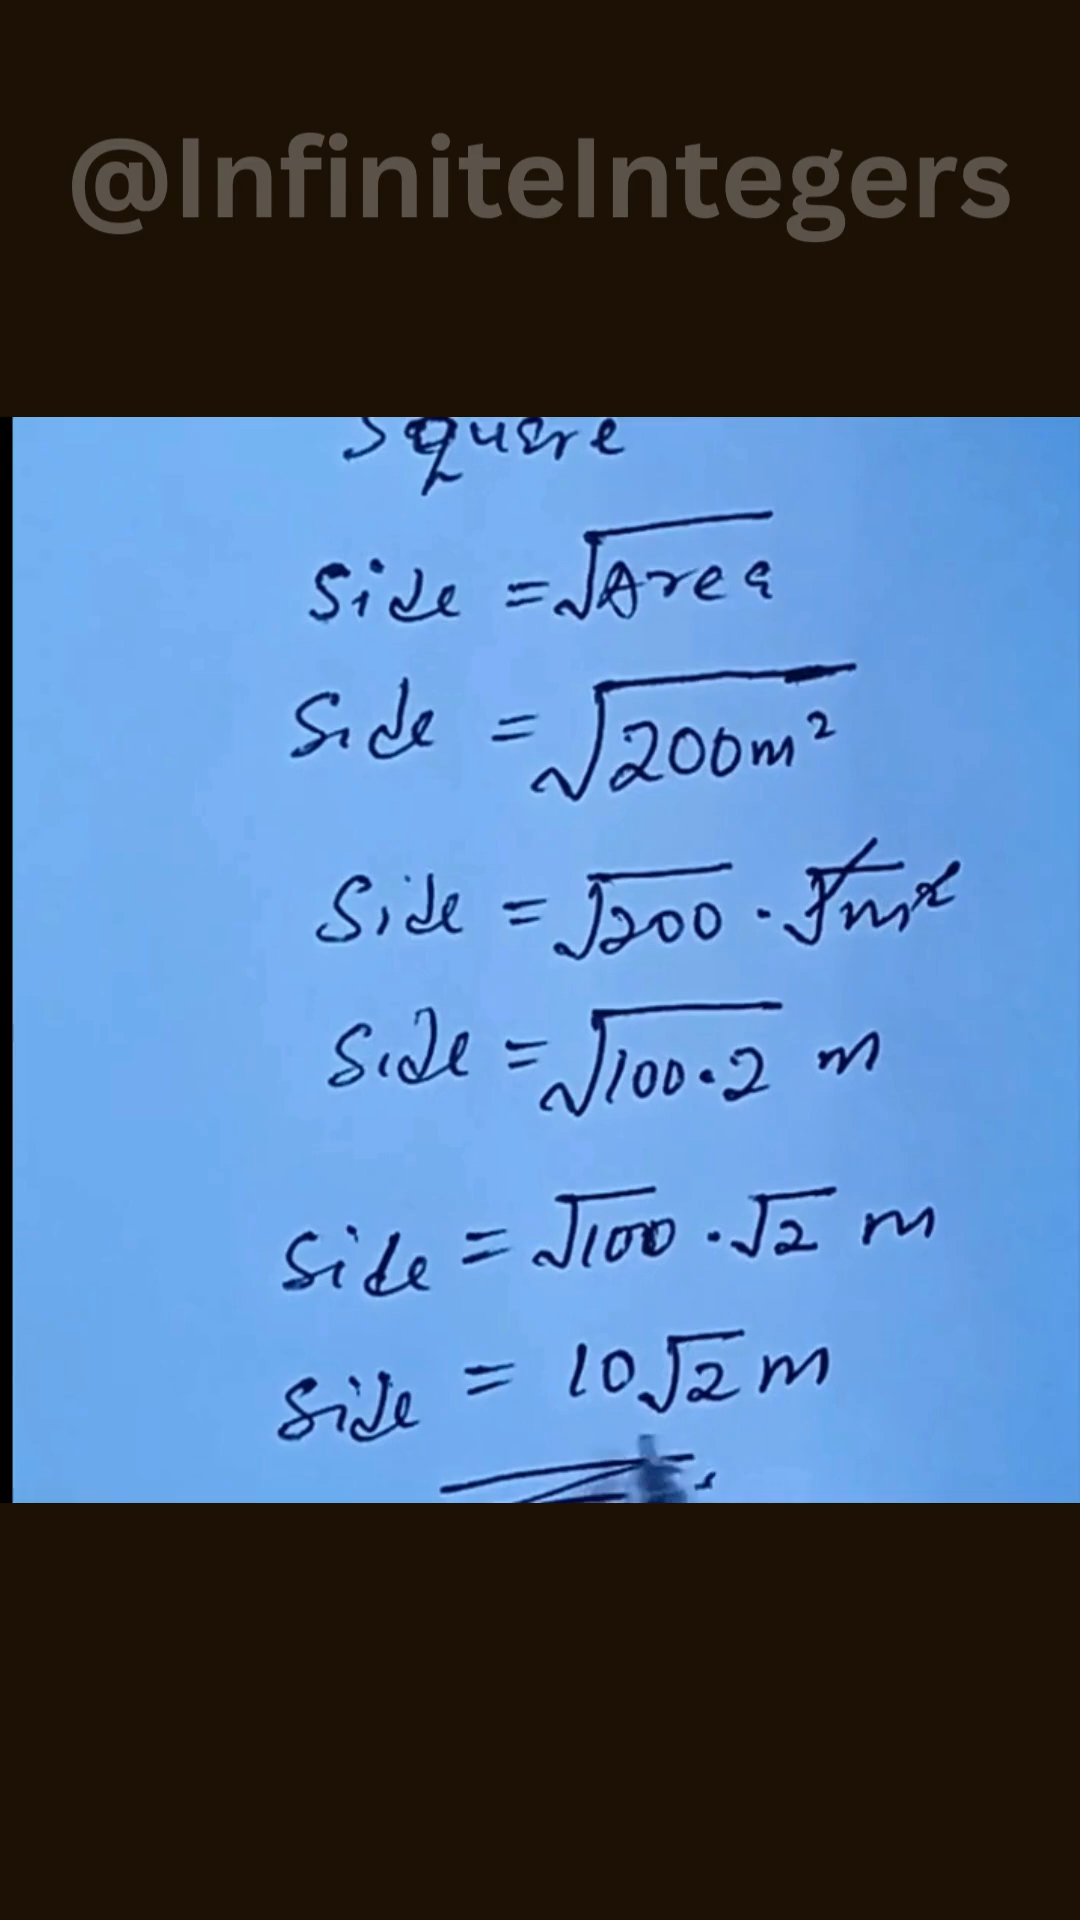 @InfiniteIntegers
Square
Side = √Area
Side = √200m²
Side = √200 · √m²
Side = √100·2 m
Side = √100 · √2 m
Side = 10√2 m